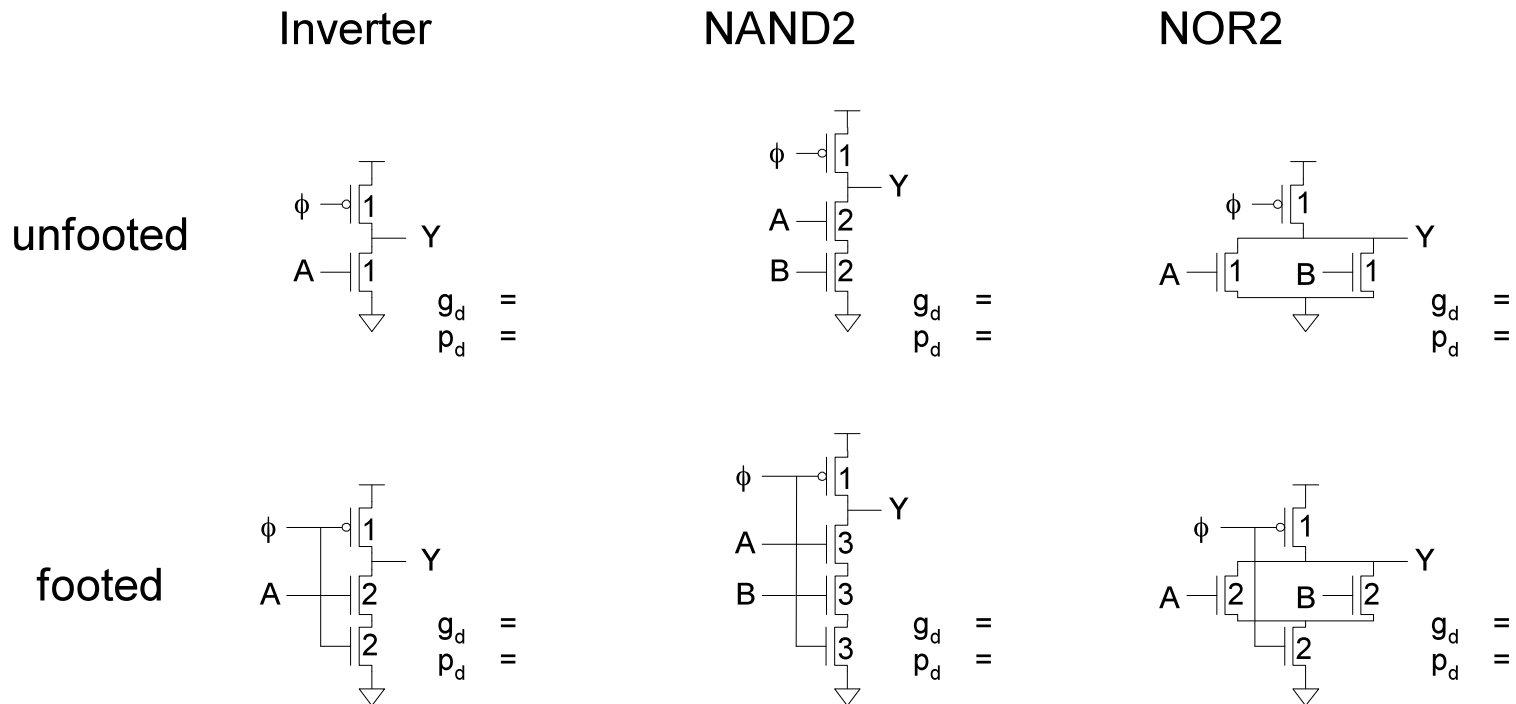 Inverter NAND2 NOR2
unfooted
ϕ 1
Y
A 1
g_d =
p_d =
ϕ 1
Y
A 2
B 2
g_d =
p_d =
ϕ 1
Y
A 1 B 1
g_d =
p_d =
footed
ϕ 1
Y
A 2
2
g_d =
p_d =
ϕ 1
Y
A 3
B 3
3
g_d =
p_d =
ϕ 1
Y
A 2 B 2
2
g_d =
p_d =